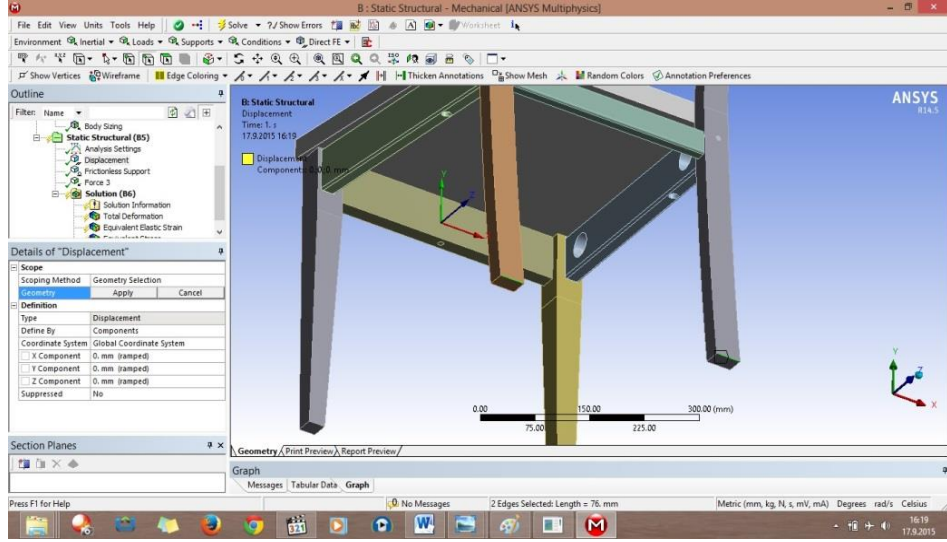 B : Static Structural - Mechanical [ANSYS Multiphysics]
File Edit View Units Tools Help Solve ?/ Show Errors Worksheet
Environment Inertial Loads Supports Conditions Direct FE
Show Vertices Wireframe Edge Coloring Thicken Annotations Show Mesh Random Colors Annotation Preferences
Outline
Filter: Name
Body Sizing
Static Structural (B5)
Analysis Settings
Displacement
Frictionless Support
Force 3
Solution (B6)
Solution Information
Total Deformation
Equivalent Elastic Strain
Details of "Displacement"
Scope
Scoping Method Geometry Selection
Geometry Apply Cancel
Definition
Type Displacement
Define By Components
Coordinate System Global Coordinate System
X Component 0. mm (ramped)
Y Component 0. mm (ramped)
Z Component 0. mm (ramped)
Suppressed No
Section Planes
B: Static Structural
Displacement
Time: 1. s
17.9.2015 16:19
Displacement
Components: 0,0,0. mm
ANSYS
R14.5
Y
Y
Z
X
0.00 150.00 300.00 (mm)
75.00 225.00
Geometry Print Preview Report Preview
Graph
Messages Tabular Data Graph
Press F1 for Help No Messages 2 Edges Selected: Length = 76. mm Metric (mm, kg, N, s, mV, mA) Degrees rad/s Celsius
321
16:19
17.9.2015